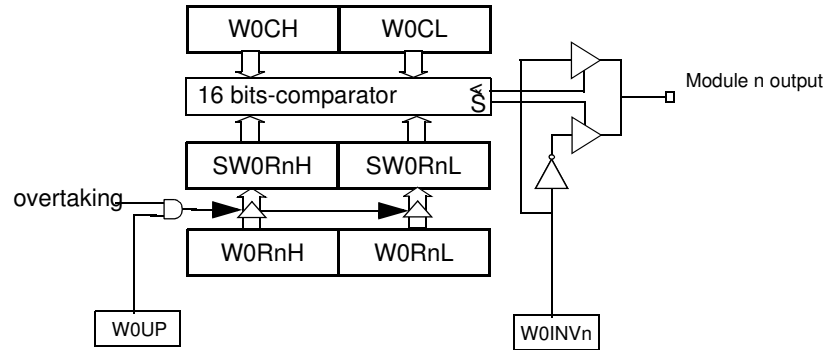 W0CH W0CL
16 bits-comparator
<
S
Module n output
SW0RnH SW0RnL
overtaking
W0RnH W0RnL
W0UP
W0INVn